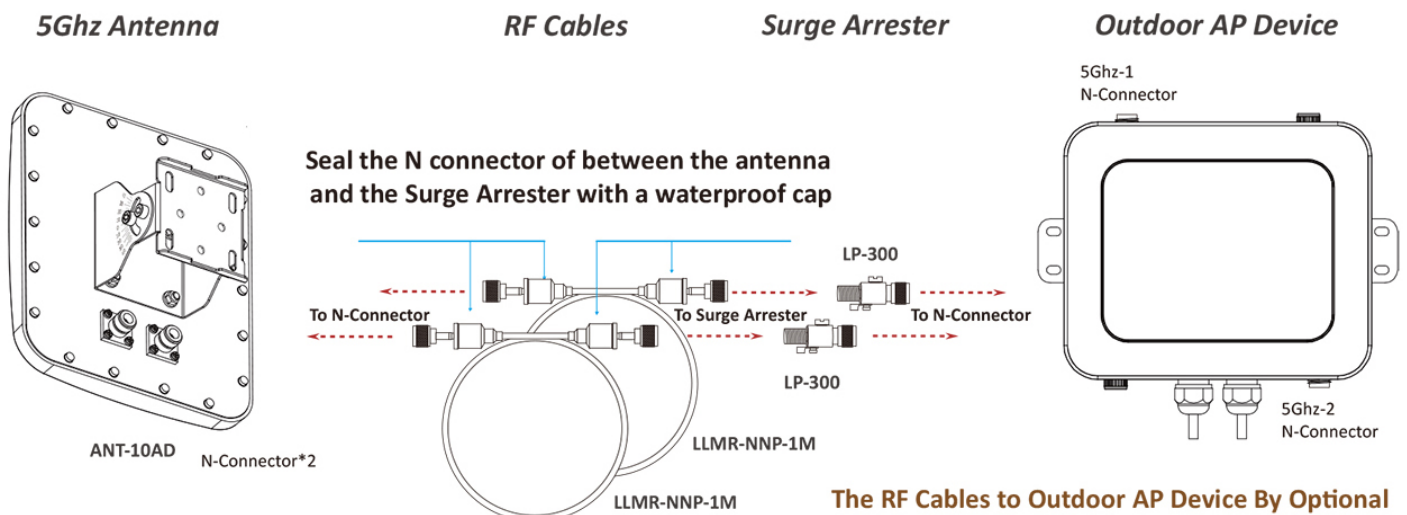 5Ghz Antenna
RF Cables
Surge Arrester
Outdoor AP Device
5Ghz-1
N-Connector
Seal the N connector of between the antenna
and the Surge Arrester with a waterproof cap
LP-300
To N-Connector
To Surge Arrester
To N-Connector
LP-300
5Ghz-2
N-Connector
ANT-10AD
N-Connector*2
LLMR-NNP-1M
LLMR-NNP-1M
The RF Cables to Outdoor AP Device By Optional